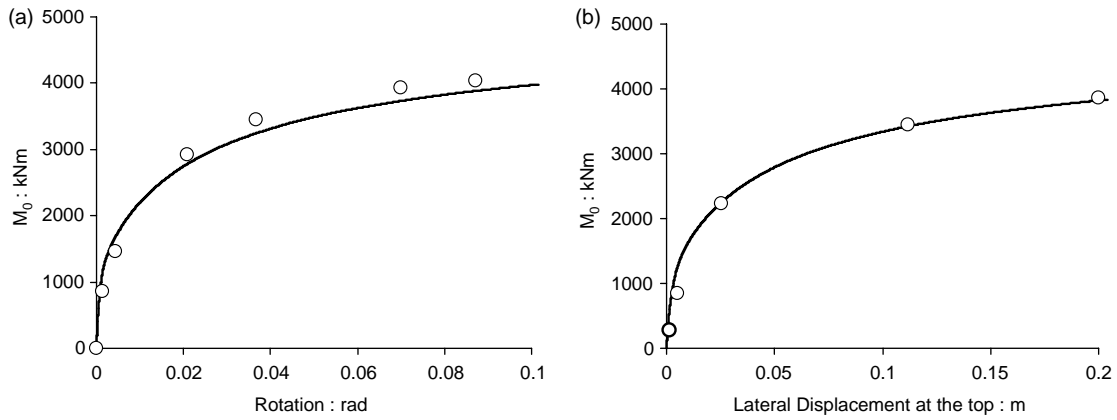 (a)
5000
4000
3000
2000
1000
0
M0 : kNm
0 0.02 0.04 0.06 0.08 0.1
Rotation : rad
(b)
5000
4000
3000
2000
1000
0
M0 : kNm
0 0.05 0.1 0.15 0.2
Lateral Displacement at the top : m